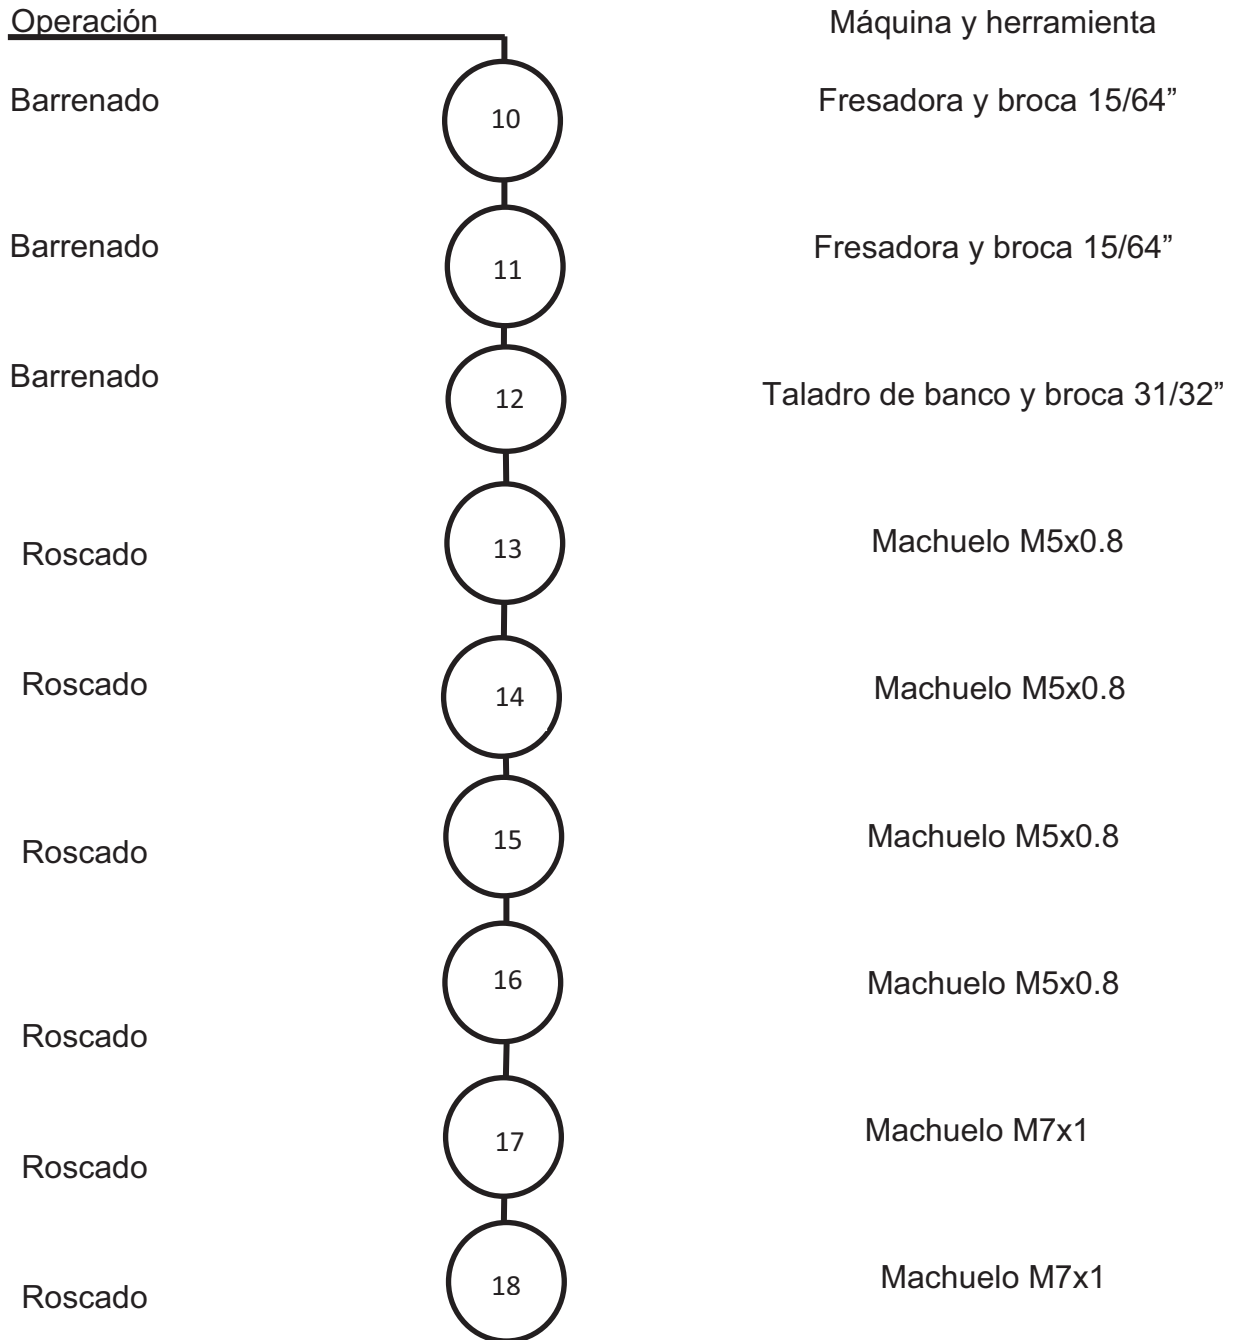 Operación Máquina y herramienta
Barrenado 10 Fresadora y broca 15/64”
Barrenado 11 Fresadora y broca 15/64”
Barrenado 12 Taladro de banco y broca 31/32”
Roscado 13 Machuelo M5x0.8
Roscado 14 Machuelo M5x0.8
Roscado 15 Machuelo M5x0.8
Roscado 16 Machuelo M5x0.8
Roscado 17 Machuelo M7x1
Roscado 18 Machuelo M7x1